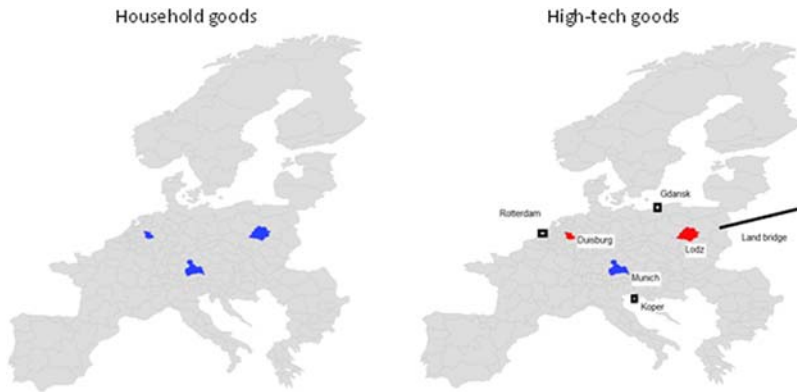 Household goods
High-tech goods
Gdansk
Rotterdam
Duisburg
Lodz
Land bridge
Munich
Koper